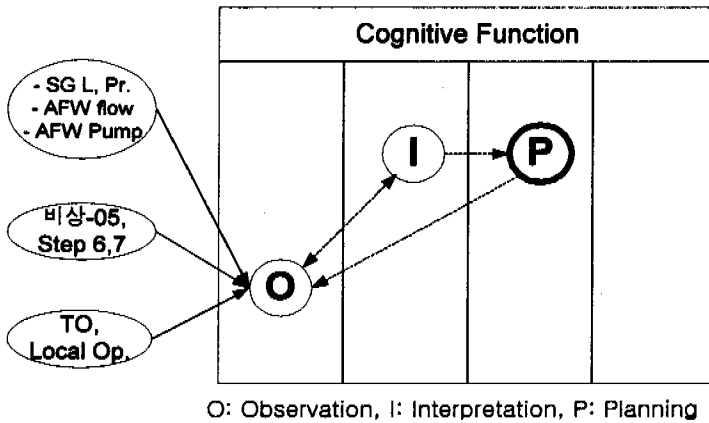 Cognitive Function
- SG L, Pr.
- AFW flow
- AFW Pump
I
P
비상-05,
Step 6,7
O
TO,
Local Op.
O: Observation, I: Interpretation, P: Planning